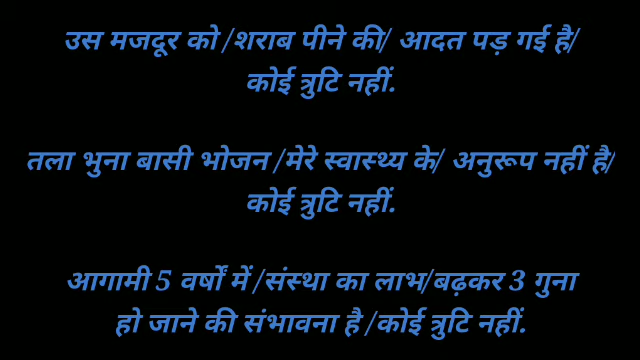 उस मजदूर को /शराब पीने की/ आदत पड़ गई है/
कोई त्रुटि नहीं.
तला भुना बासी भोजन /मेरे स्वास्थ्य के/ अनुरूप नहीं है/
कोई त्रुटि नहीं.
आगामी 5 वर्षों में /संस्था का लाभ/बढ़कर 3 गुना
हो जाने की संभावना है /कोई त्रुटि नहीं.